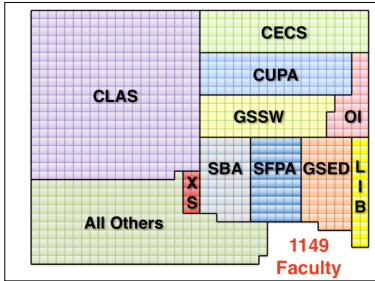 CECS
CUPA
CLAS
GSSW
OI
SBA
SFPA
GSED
L
I
B
X
S
All Others
1149
Faculty